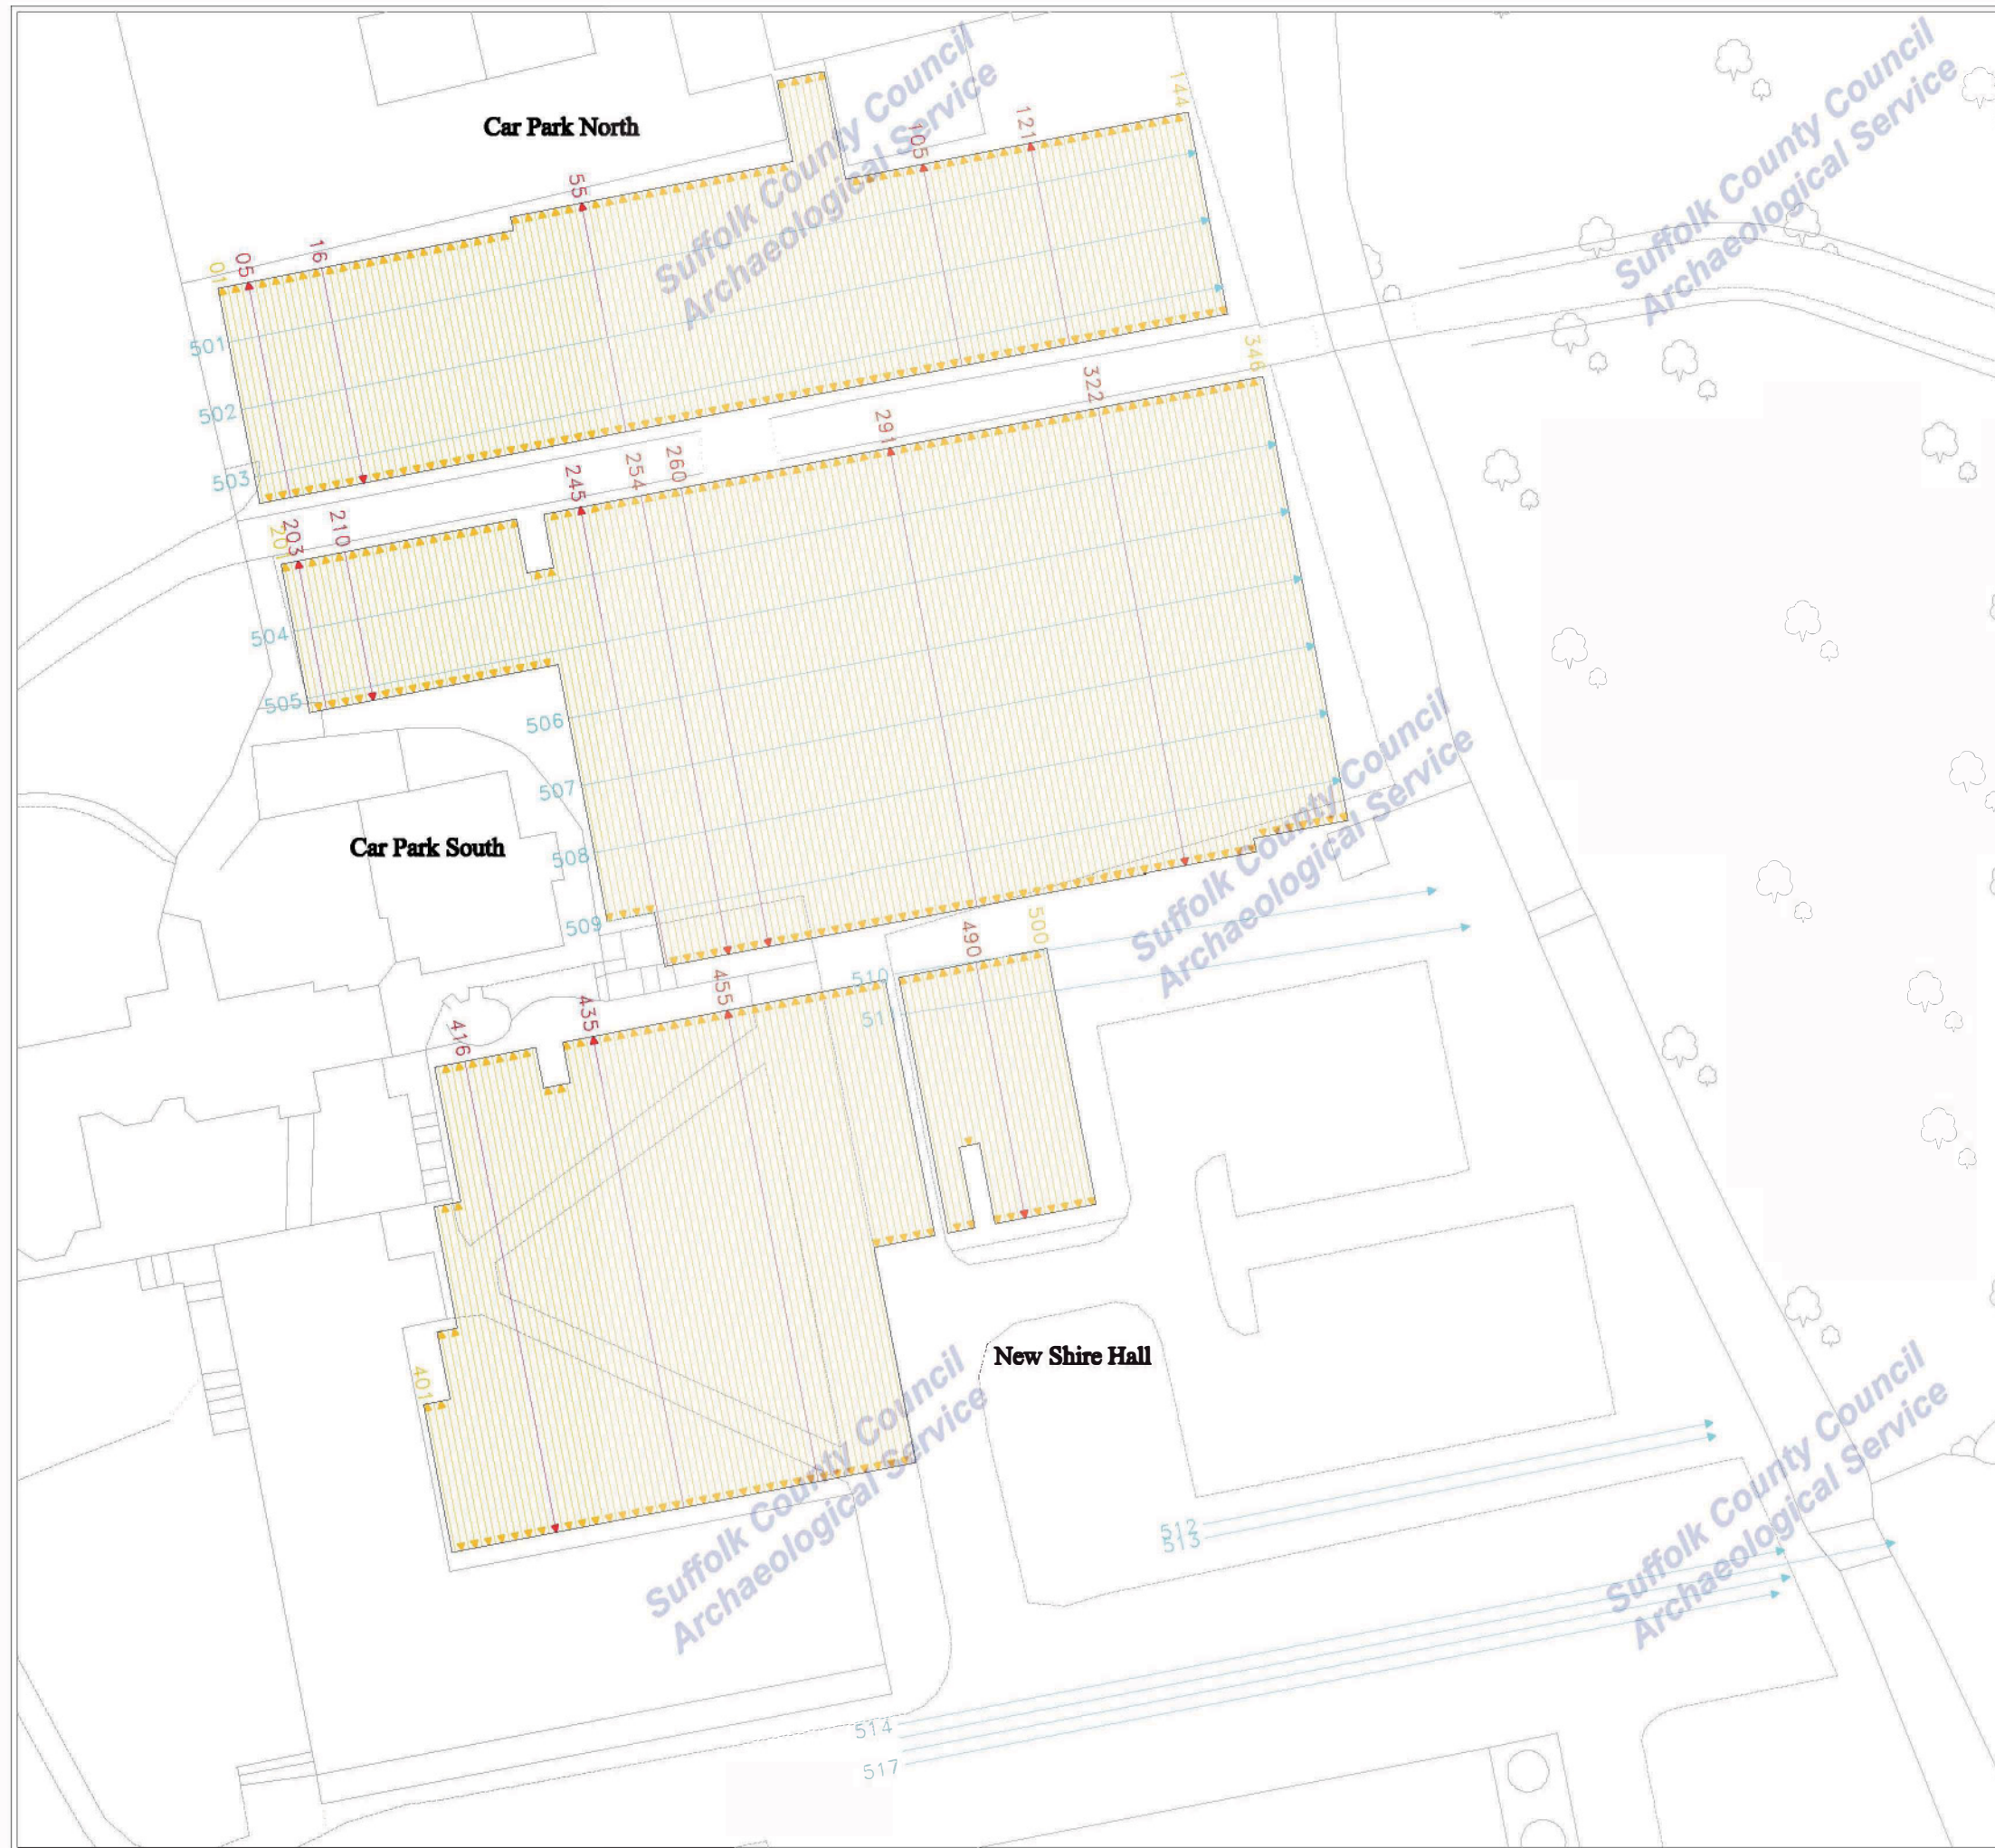 Suffolk County Council
Archaeological Service
Suffolk County Council
Archaeological Service
Car Park North
144
121
105
55
16
05
01
501
502
503
346
322
291
260
254
245
210
203
201
504
505
506
507
508
509
Car Park South
Suffolk County Council
Archaeological Service
500
490
510
511
455
435
416
401
New Shire Hall
Suffolk County Council
Archaeological Service
Suffolk County Council
Archaeological Service
512
513
514
517